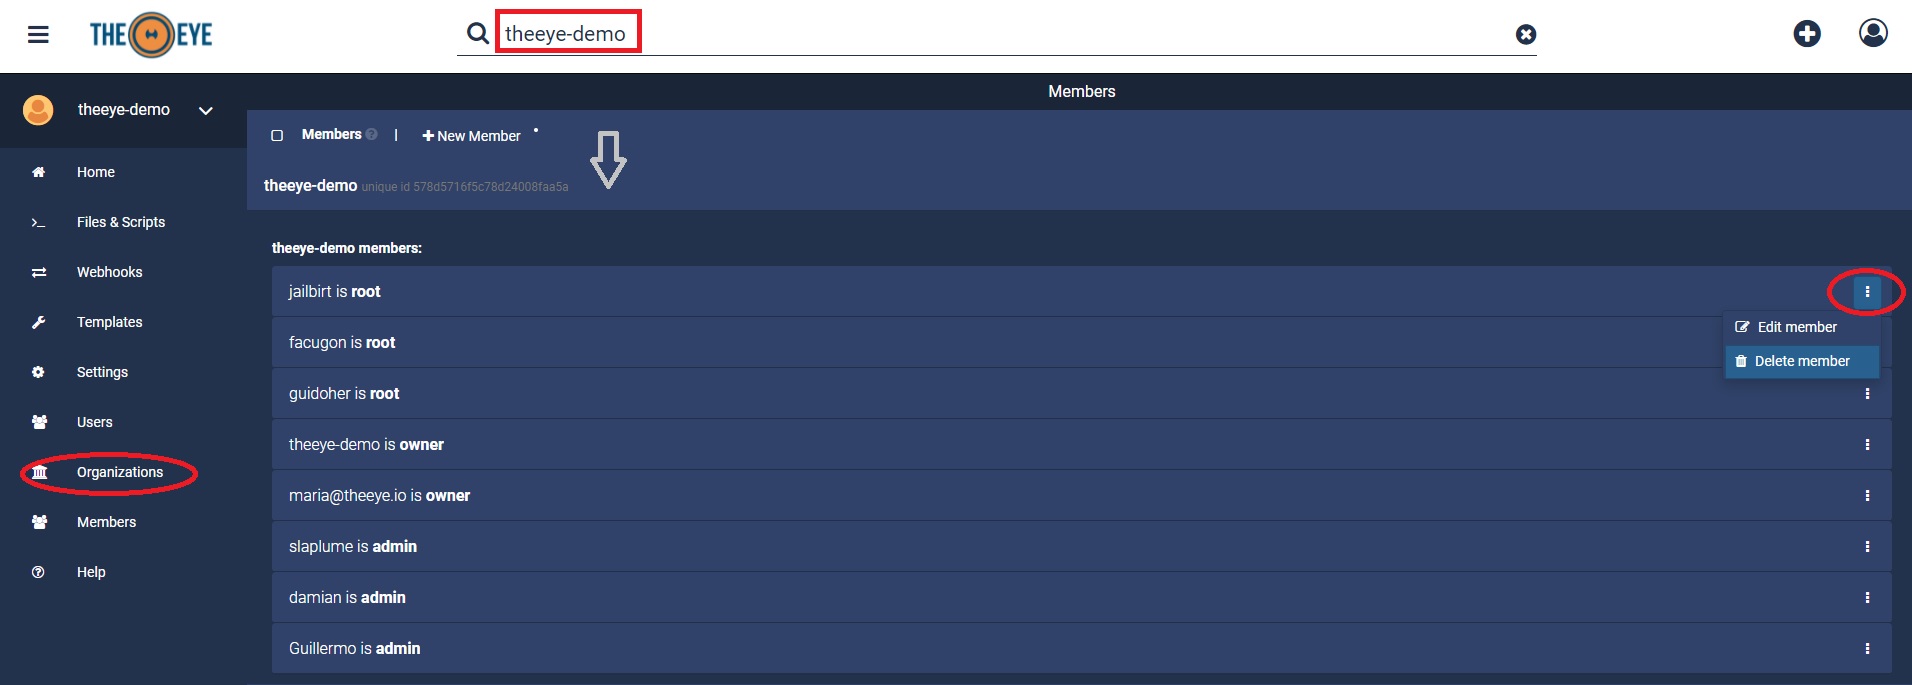 THE EYE
theeye-demo
theeye-demo
Members
Members | New Member
theeye-demo unique id 578d5716f5c78d24008faa5a
Home
Files & Scripts
Webhooks
Templates
Settings
Users
Organizations
Members
Help
theeye-demo members:
jailbirt is root
Edit member
Delete member
facugon is root
guidoher is root
theeye-demo is owner
maria@theeye.io is owner
slaplume is admin
damian is admin
Guillermo is admin